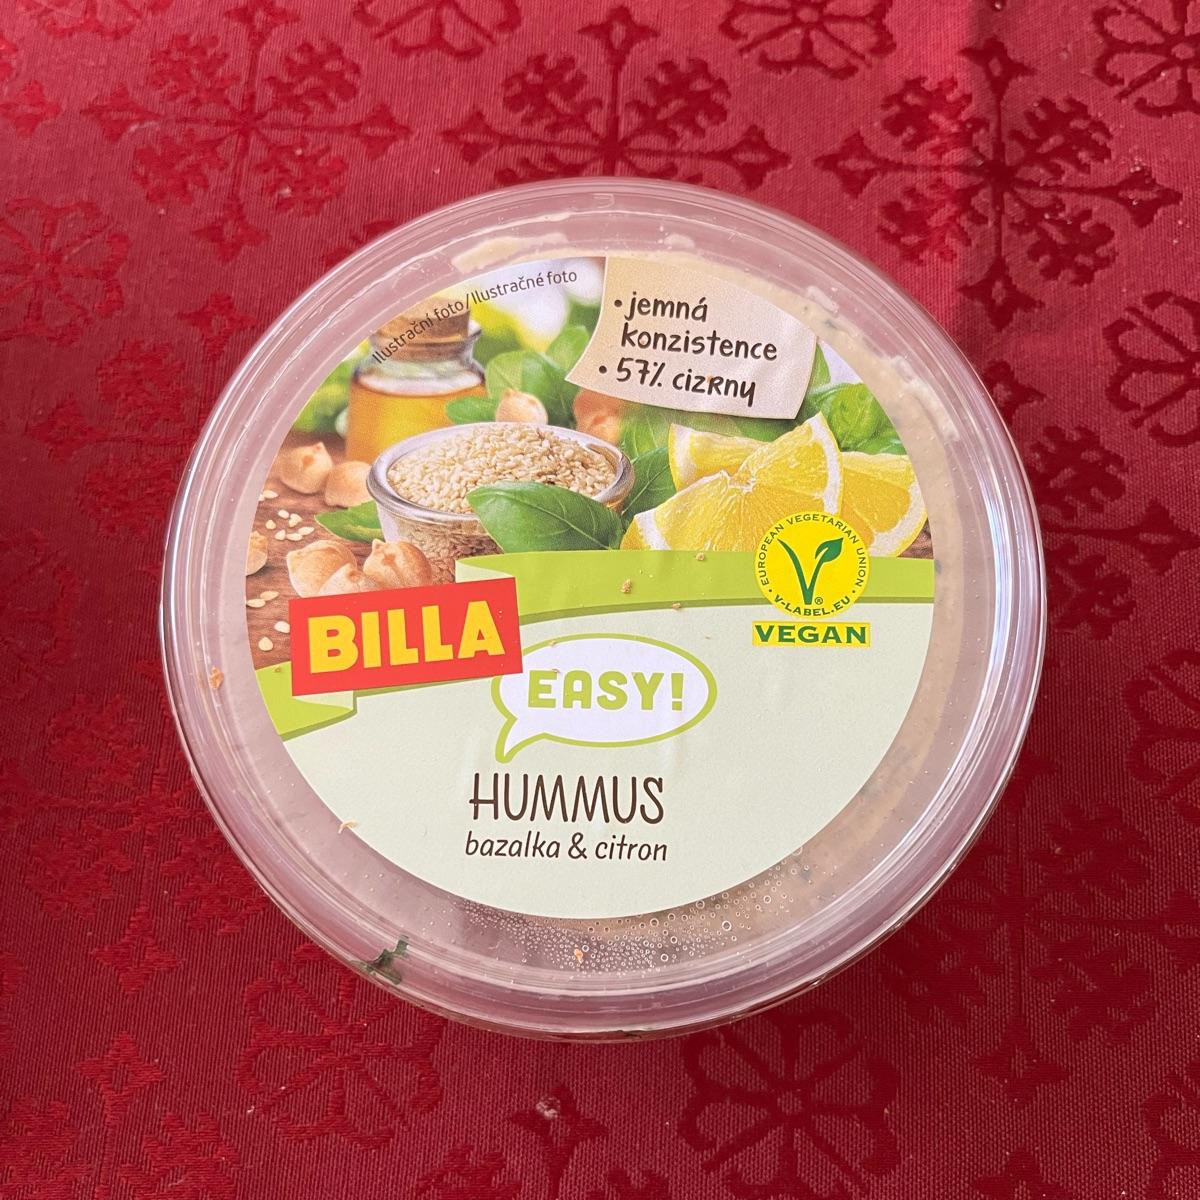 Ilustrační foto/Ilustračné foto
• jemná
konzistence
• 57% cizrny
EUROPEAN VEGETARIAN UNION
• V-LABEL.EU •
®
VEGAN
BILLA
EASY!
HUMMUS
bazalka & citron